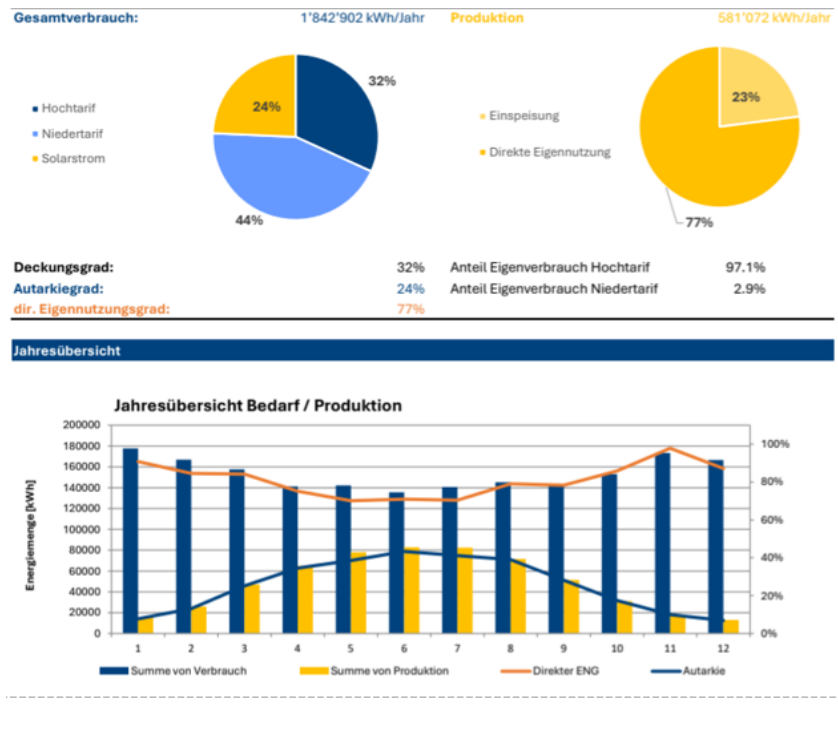 Gesamtverbrauch: 1'842'902 kWh/Jahr Produktion 581'072 kWh/Jahr
32%
24%
23%
Hochtarif
Einspeisung
Niedertarif
Direkte Eigennutzung
Solarstrom
44%
77%
Deckungsgrad: 32% Anteil Eigenverbrauch Hochtarif 97.1%
Autarkiegrad: 24% Anteil Eigenverbrauch Niedertarif 2.9%
dir. Eigennutzungsgrad: 77%
Jahresübersicht
Jahresübersicht Bedarf / Produktion
200000
180000 100%
160000
140000 80%
120000
100000 60%
80000
60000 40%
40000 20%
20000
0 0%
Energiemenge [kWh]
1 2 3 4 5 6 7 8 9 10 11 12
Summe von Verbrauch Summe von Produktion Direkter ENG Autarkie